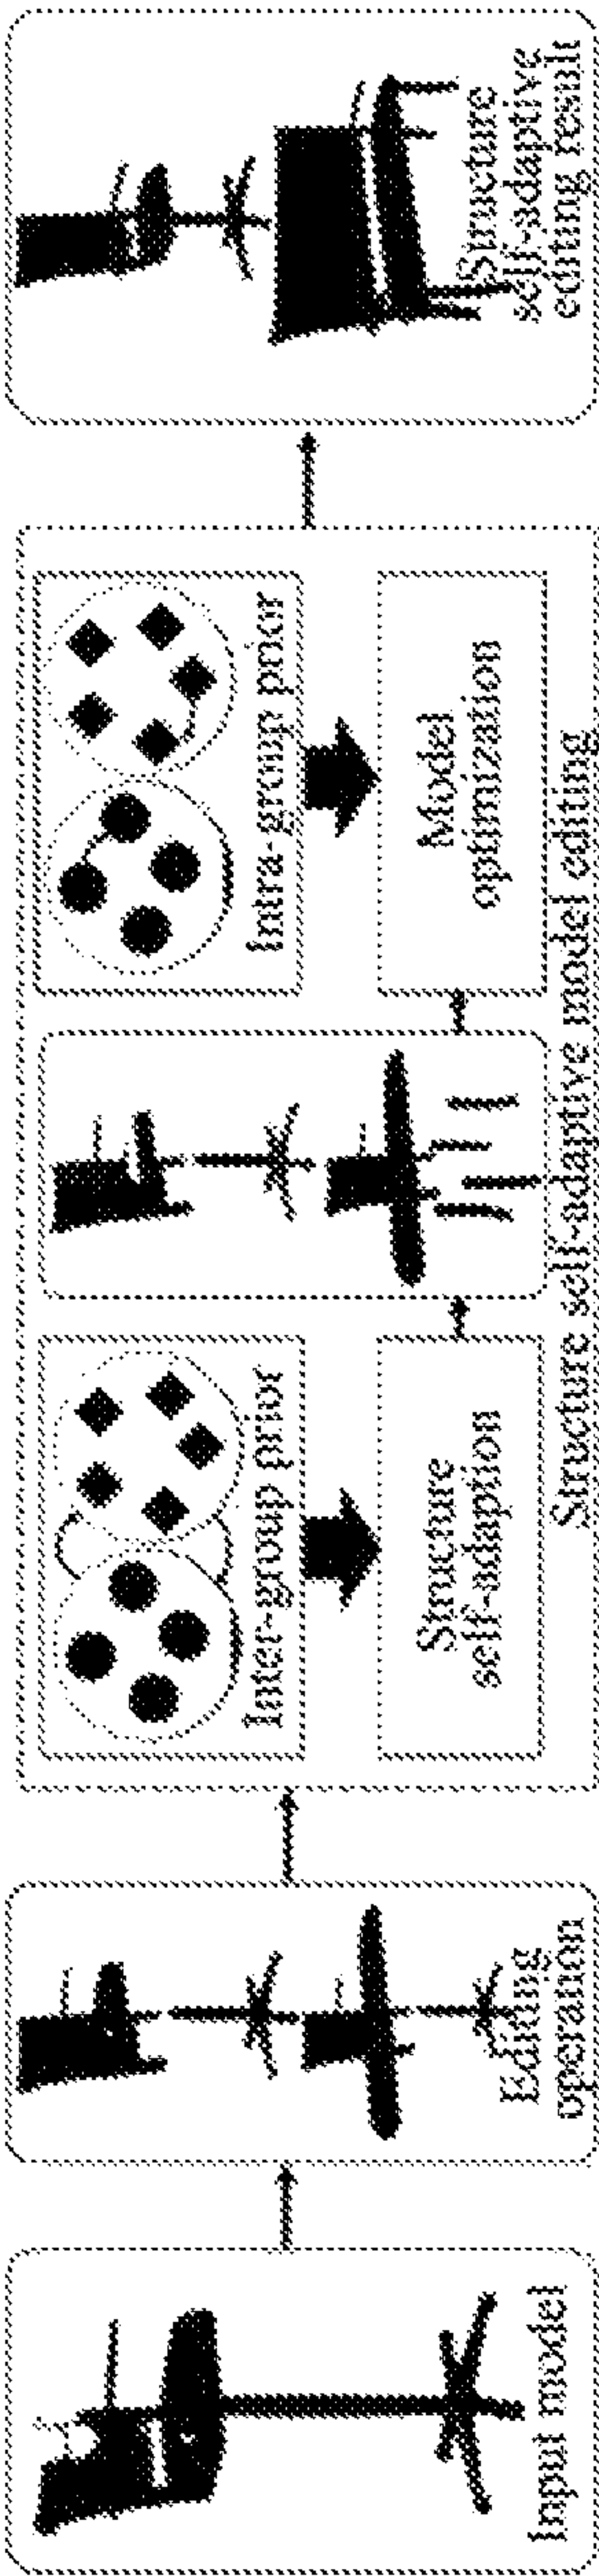 Input model
Editing
operation
Inter-group prior
Structure
self-adaption
Intra-group prior
Model
optimization
Structure self-adaptive model editing
Structure
self-adaptive
editing result